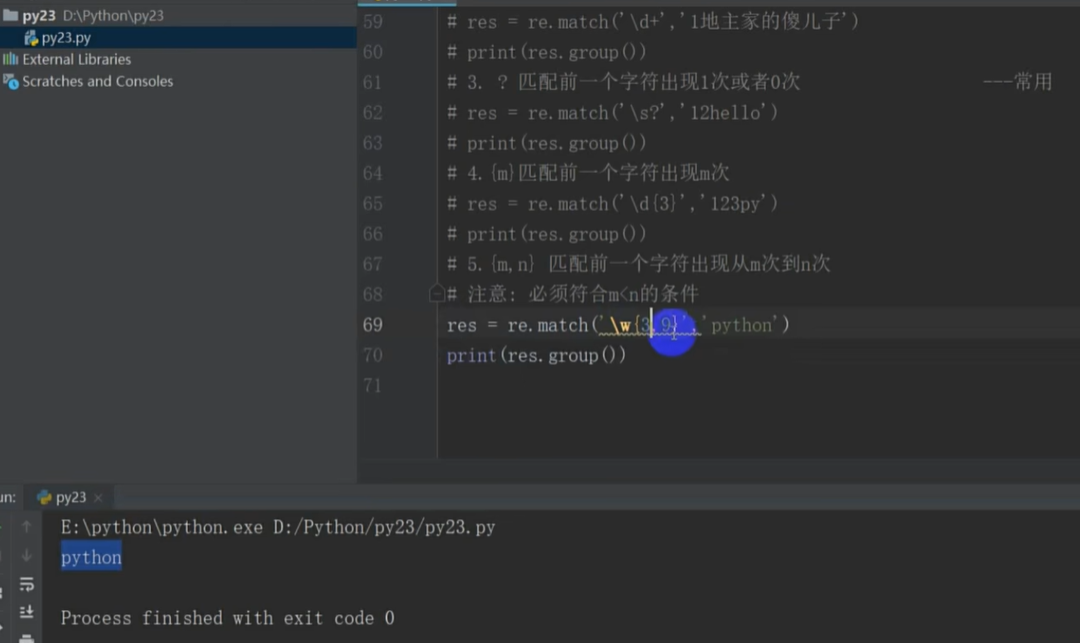 py23 D:\Python\py23
py23.py
External Libraries
Scratches and Consoles
59 # res = re.match('\d+','1地主家的傻儿子')
60 # print(res.group())
61 # 3. ? 匹配前一个字符出现1次或者0次 ---常用
62 # res = re.match('\s?','12hello')
63 # print(res.group())
64 # 4.{m}匹配前一个字符出现m次
65 # res = re.match('\d{3}','123py')
66 # print(res.group())
67 # 5.{m,n} 匹配前一个字符出现从m次到n次
68 # 注意: 必须符合m<n的条件
69 res = re.match('\w{3,9}','python')
70 print(res.group())
71
un: py23
E:\python\python.exe D:/Python/py23/py23.py
python
Process finished with exit code 0